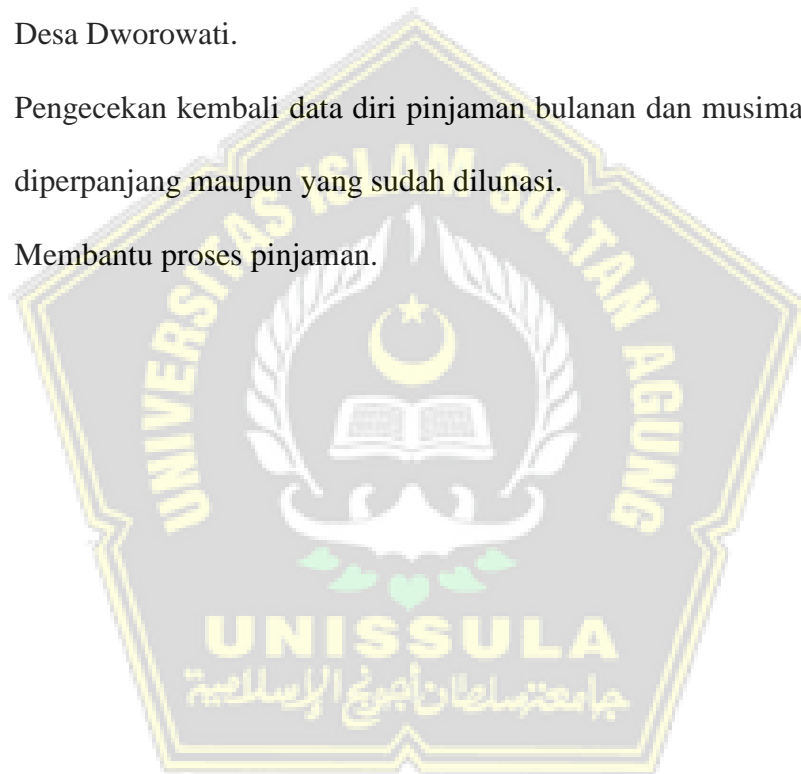 Desa Dworowati.
Pengecekan kembali data diri pinjaman bulanan dan musima
diperpanjang maupun yang sudah dilunasi.
Membantu proses pinjaman.
UNIVERSITAS ISLAM SULTAN AGUNG
UNISSULA
جامعة سلطان أجونج الإسلامية